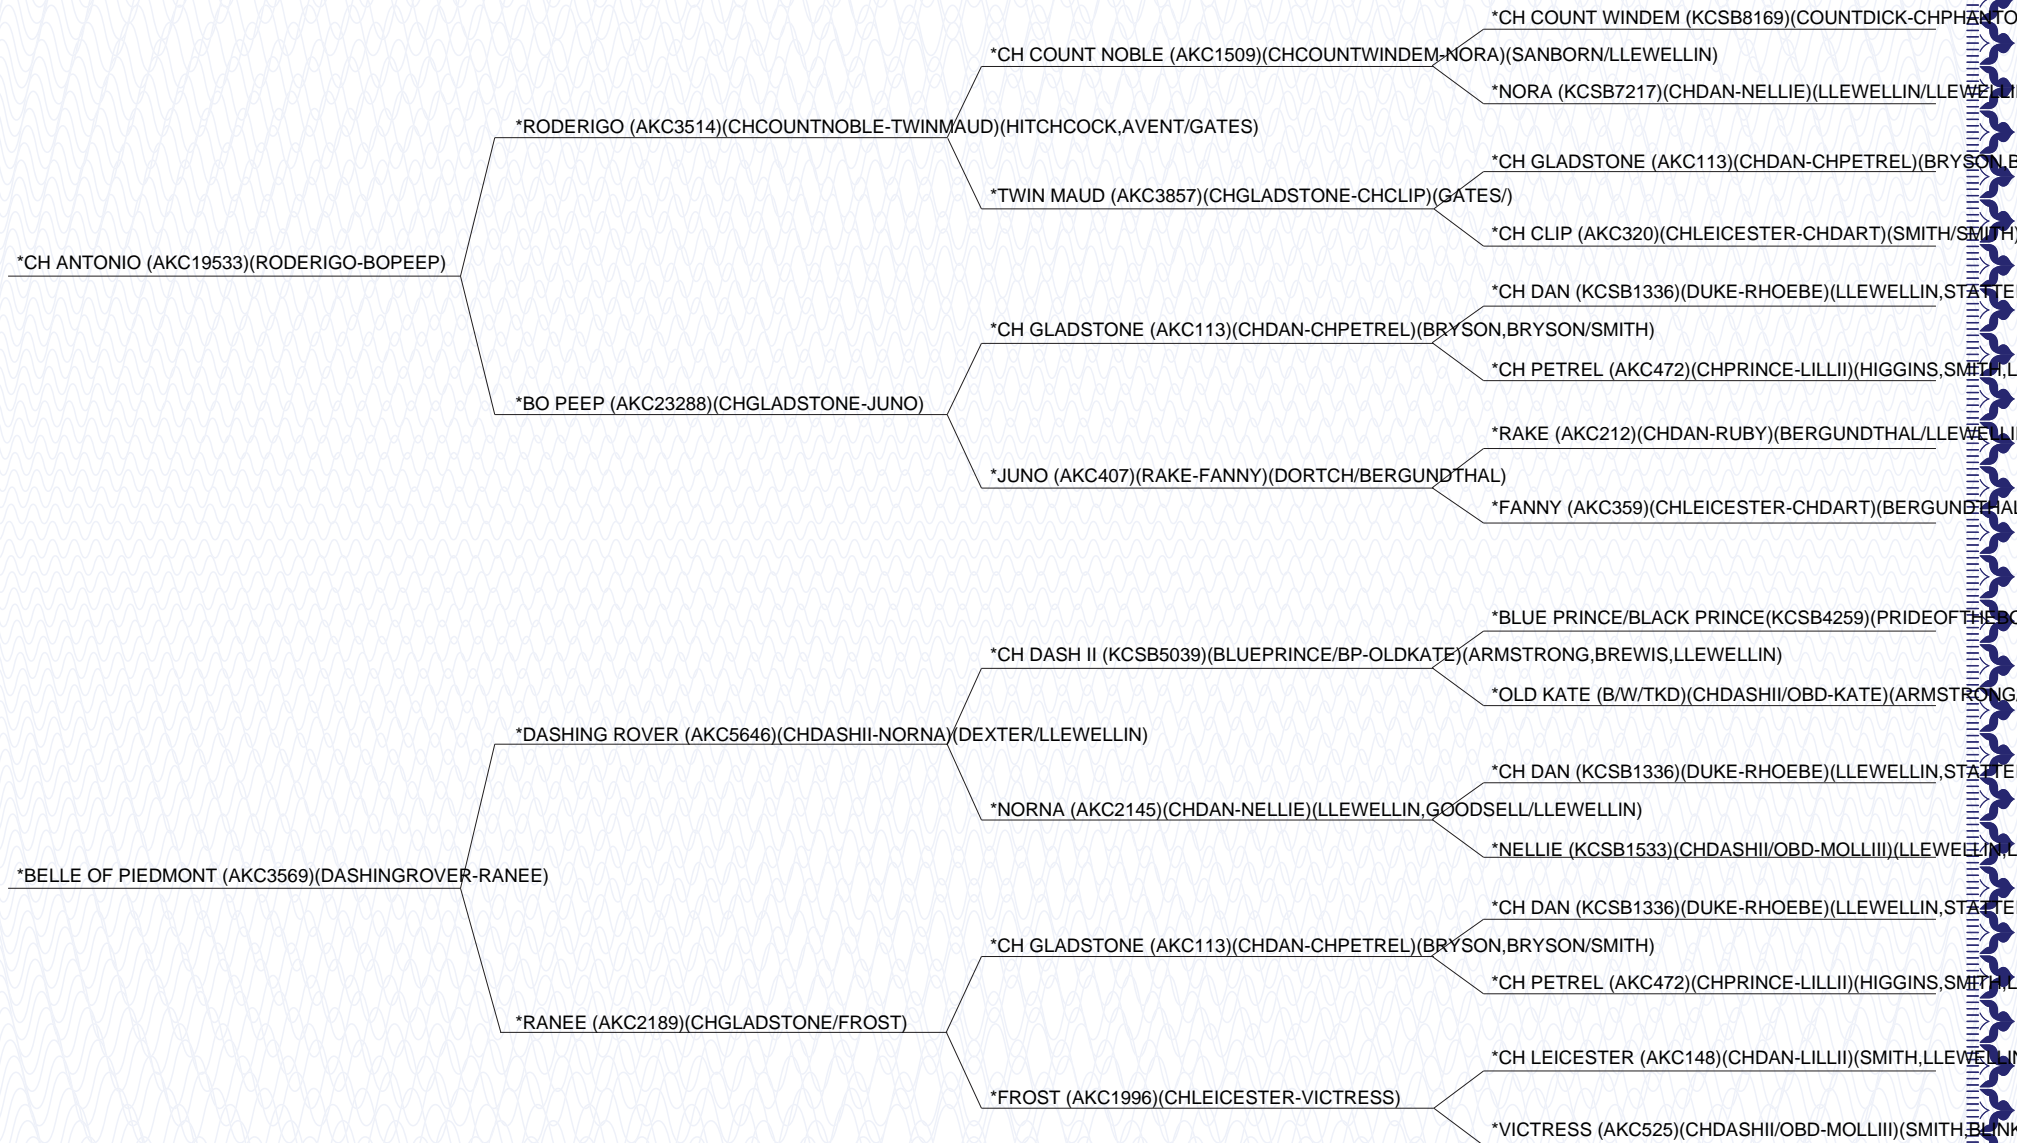 *CH COUNT WINDEM (KCSB8169)(COUNTDICK-CHPHANTO
*CH COUNT NOBLE (AKC1509)(CHCOUNTWINDEM-NORA)(SANBORN/LLEWELLIN)
*NORA (KCSB7217)(CHDAN-NELLIE)(LLEWELLIN/LLEWELLI
*RODERIGO (AKC3514)(CHCOUNTNOBLE-TWINMAUD)(HITCHCOCK,AVENT/GATES)
*CH GLADSTONE (AKC113)(CHDAN-CHPETREL)(BRYSON,B
*TWIN MAUD (AKC3857)(CHGLADSTONE-CHCLIP)(GATES/)
*CH CLIP (AKC320)(CHLEICESTER-CHDART)(SMITH/SMITH)
*CH ANTONIO (AKC19533)(RODERIGO-BOPEEP)
*CH DAN (KCSB1336)(DUKE-RHOEBE)(LLEWELLIN,STATTE
*CH GLADSTONE (AKC113)(CHDAN-CHPETREL)(BRYSON,BRYSON/SMITH)
*CH PETREL (AKC472)(CHPRINCE-LILLII)(HIGGINS,SMITH,L
*BO PEEP (AKC23288)(CHGLADSTONE-JUNO)
*RAKE (AKC212)(CHDAN-RUBY)(BERGUNDTHAL/LLEWELLI
*JUNO (AKC407)(RAKE-FANNY)(DORTCH/BERGUNDTHAL)
*FANNY (AKC359)(CHLEICESTER-CHDART)(BERGUNDTHAL
*BLUE PRINCE/BLACK PRINCE(KCSB4259)(PRIDEOFTHEBO
*CH DASH II (KCSB5039)(BLUEPRINCE/BP-OLDKATE)(ARMSTRONG,BREWIS,LLEWELLIN)
*OLD KATE (B/W/TKD)(CHDASHII/OBD-KATE)(ARMSTRONG
*DASHING ROVER (AKC5646)(CHDASHII-NORNA)(DEXTER/LLEWELLIN)
*CH DAN (KCSB1336)(DUKE-RHOEBE)(LLEWELLIN,STATTE
*NORNA (AKC2145)(CHDAN-NELLIE)(LLEWELLIN,GOODSELL/LLEWELLIN)
*NELLIE (KCSB1533)(CHDASHII/OBD-MOLLIII)(LLEWELLIN,L
*BELLE OF PIEDMONT (AKC3569)(DASHINGROVER-RANEE)
*CH DAN (KCSB1336)(DUKE-RHOEBE)(LLEWELLIN,STATTE
*CH GLADSTONE (AKC113)(CHDAN-CHPETREL)(BRYSON,BRYSON/SMITH)
*CH PETREL (AKC472)(CHPRINCE-LILLII)(HIGGINS,SMITH,L
*RANEE (AKC2189)(CHGLADSTONE/FROST)
*CH LEICESTER (AKC148)(CHDAN-LILLII)(SMITH,LLEWELLIN
*FROST (AKC1996)(CHLEICESTER-VICTRESS)
*VICTRESS (AKC525)(CHDASHII/OBD-MOLLIII)(SMITH,BLINK